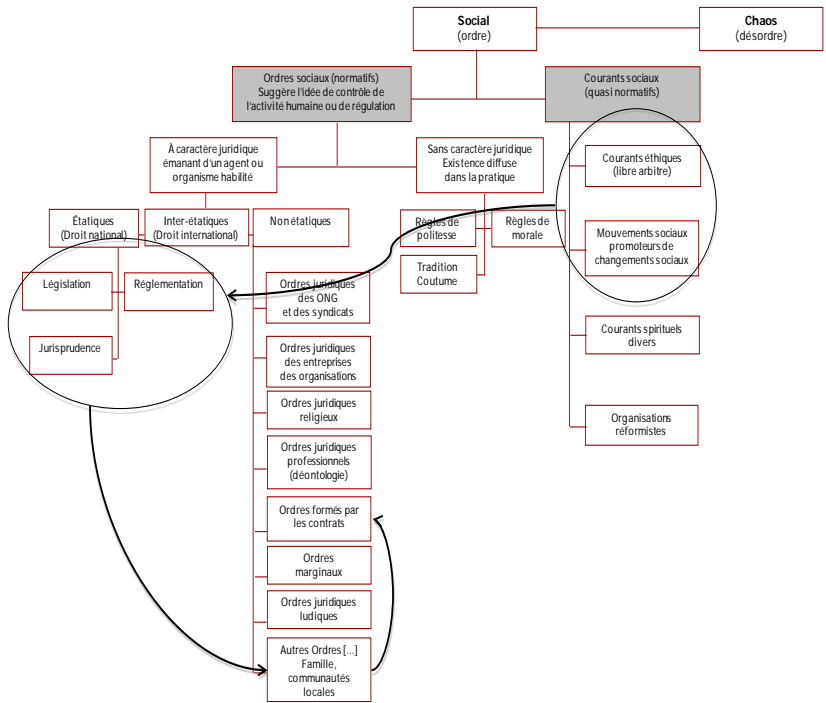 Social
(ordre)
Chaos
(désordre)
Ordres sociaux (normatifs)
Suggère l'idée de contrôle de
l'activité humaine ou de régulation
Courants sociaux
(quasi normatifs)
À caractère juridique
émanant d'un agent ou
organisme habilité
Sans caractère juridique
Existence diffuse
dans la pratique
Courants éthiques
(libre arbitre)
Étatiques
(Droit national)
Inter-étatiques
(Droit international)
Non étatiques
Règles de
politesse
Règles de
morale
Mouvements sociaux
promoteurs de
changements sociaux
Tradition
Coutume
Législation
Réglementation
Ordres juridiques
des ONG
et des syndicats
Jurisprudence
Courants spirituels
divers
Ordres juridiques
des entreprises
des organisations
Ordres juridiques
religieux
Organisations
réformistes
Ordres juridiques
professionnels
(déontologie)
Ordres formés par
les contrats
Ordres
marginaux
Ordres juridiques
ludiques
Autres Ordres [...]
Famille,
communautés
locales